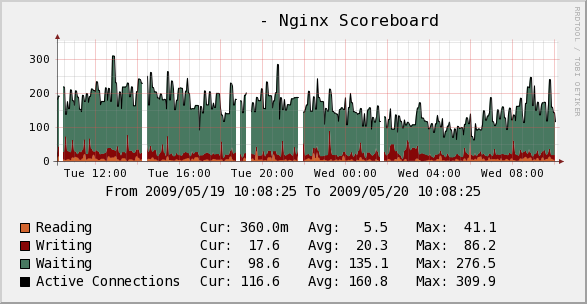 - Nginx Scoreboard
RRDTOOL / TOBI OETIKER
300
200
100
0
Tue 12:00 Tue 16:00 Tue 20:00 Wed 00:00 Wed 04:00 Wed 08:00
From 2009/05/19 10:08:25 To 2009/05/20 10:08:25
Reading Cur: 360.0m Avg: 5.5 Max: 41.1
Writing Cur: 17.6 Avg: 20.3 Max: 86.2
Waiting Cur: 98.6 Avg: 135.1 Max: 276.5
Active Connections Cur: 116.6 Avg: 160.8 Max: 309.9